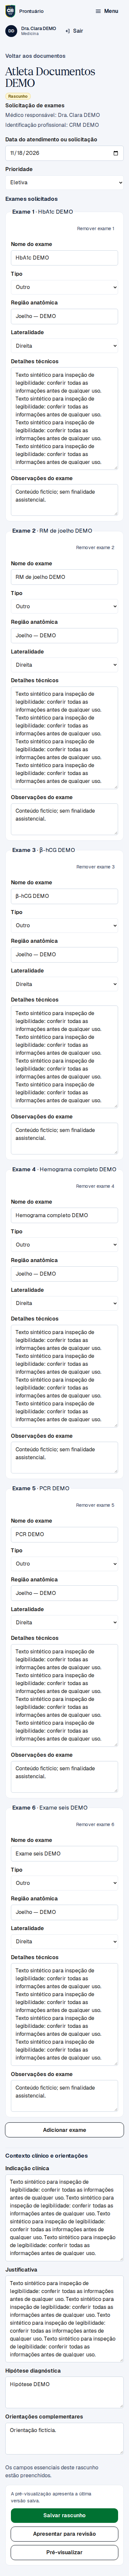 Prontuário
Menu
DD
Dra. Clara DEMO
Médico(a)
Sair
Voltar aos documentos
Atleta Documentos
DEMO
Rascunho
Solicitação de exames
Médico responsável: Dra. Clara DEMO
Identificação profissional: CRM DEMO
Data do atendimento ou solicitação
11/18/2026
Prioridade
Eletiva
Exames solicitados
Exame 1 · HbA1c DEMO
Remover exame 1
Nome do exame
HbA1c DEMO
Tipo
Outro
Região anatômica
Joelho — DEMO
Lateralidade
Direita
Detalhes técnicos
Texto sintético para inspeção de
legibilidade: conferir todas as
informações antes de qualquer uso.
Texto sintético para inspeção de
legibilidade: conferir todas as
informações antes de qualquer uso.
Texto sintético para inspeção de
legibilidade: conferir todas as
informações antes de qualquer uso.
Texto sintético para inspeção de
legibilidade: conferir todas as
informações antes de qualquer uso.
Observações do exame
Conteúdo fictício; sem finalidade
assistencial.
Exame 2 · RM de joelho DEMO
Remover exame 2
Nome do exame
RM de joelho DEMO
Tipo
Outro
Região anatômica
Joelho — DEMO
Lateralidade
Direita
Detalhes técnicos
Texto sintético para inspeção de
legibilidade: conferir todas as
informações antes de qualquer uso.
Texto sintético para inspeção de
legibilidade: conferir todas as
informações antes de qualquer uso.
Texto sintético para inspeção de
legibilidade: conferir todas as
informações antes de qualquer uso.
Texto sintético para inspeção de
legibilidade: conferir todas as
informações antes de qualquer uso.
Observações do exame
Conteúdo fictício; sem finalidade
assistencial.
Exame 3 · β-hCG DEMO
Remover exame 3
Nome do exame
β-hCG DEMO
Tipo
Outro
Região anatômica
Joelho — DEMO
Lateralidade
Direita
Detalhes técnicos
Texto sintético para inspeção de
legibilidade: conferir todas as
informações antes de qualquer uso.
Texto sintético para inspeção de
legibilidade: conferir todas as
informações antes de qualquer uso.
Texto sintético para inspeção de
legibilidade: conferir todas as
informações antes de qualquer uso.
Texto sintético para inspeção de
legibilidade: conferir todas as
informações antes de qualquer uso.
Observações do exame
Conteúdo fictício; sem finalidade
assistencial.
Exame 4 · Hemograma completo DEMO
Remover exame 4
Nome do exame
Hemograma completo DEMO
Tipo
Outro
Região anatômica
Joelho — DEMO
Lateralidade
Direita
Detalhes técnicos
Texto sintético para inspeção de
legibilidade: conferir todas as
informações antes de qualquer uso.
Texto sintético para inspeção de
legibilidade: conferir todas as
informações antes de qualquer uso.
Texto sintético para inspeção de
legibilidade: conferir todas as
informações antes de qualquer uso.
Texto sintético para inspeção de
legibilidade: conferir todas as
informações antes de qualquer uso.
Observações do exame
Conteúdo fictício; sem finalidade
assistencial.
Exame 5 · PCR DEMO
Remover exame 5
Nome do exame
PCR DEMO
Tipo
Outro
Região anatômica
Joelho — DEMO
Lateralidade
Direita
Detalhes técnicos
Texto sintético para inspeção de
legibilidade: conferir todas as
informações antes de qualquer uso.
Texto sintético para inspeção de
legibilidade: conferir todas as
informações antes de qualquer uso.
Texto sintético para inspeção de
legibilidade: conferir todas as
informações antes de qualquer uso.
Texto sintético para inspeção de
legibilidade: conferir todas as
informações antes de qualquer uso.
Observações do exame
Conteúdo fictício; sem finalidade
assistencial.
Exame 6 · Exame seis DEMO
Remover exame 6
Nome do exame
Exame seis DEMO
Tipo
Outro
Região anatômica
Joelho — DEMO
Lateralidade
Direita
Detalhes técnicos
Texto sintético para inspeção de
legibilidade: conferir todas as
informações antes de qualquer uso.
Texto sintético para inspeção de
legibilidade: conferir todas as
informações antes de qualquer uso.
Texto sintético para inspeção de
legibilidade: conferir todas as
informações antes de qualquer uso.
Texto sintético para inspeção de
legibilidade: conferir todas as
informações antes de qualquer uso.
Observações do exame
Conteúdo fictício; sem finalidade
assistencial.
Adicionar exame
Contexto clínico e orientações
Indicação clínica
Texto sintético para inspeção de
legibilidade: conferir todas as informações
antes de qualquer uso. Texto sintético para
inspeção de legibilidade: conferir todas as
informações antes de qualquer uso. Texto
sintético para inspeção de legibilidade:
conferir todas as informações antes de
qualquer uso. Texto sintético para inspeção
de legibilidade: conferir todas as
informações antes de qualquer uso.
Justificativa
Texto sintético para inspeção de
legibilidade: conferir todas as informações
antes de qualquer uso. Texto sintético para
inspeção de legibilidade: conferir todas as
informações antes de qualquer uso. Texto
sintético para inspeção de legibilidade:
conferir todas as informações antes de
qualquer uso. Texto sintético para inspeção
de legibilidade: conferir todas as
informações antes de qualquer uso.
Hipótese diagnóstica
Hipótese DEMO
Orientações complementares
Orientação fictícia.
Os campos essenciais deste rascunho
estão preenchidos.
A pré-visualização apresenta a última
versão salva.
Salvar rascunho
Apresentar para revisão
Pré-visualizar